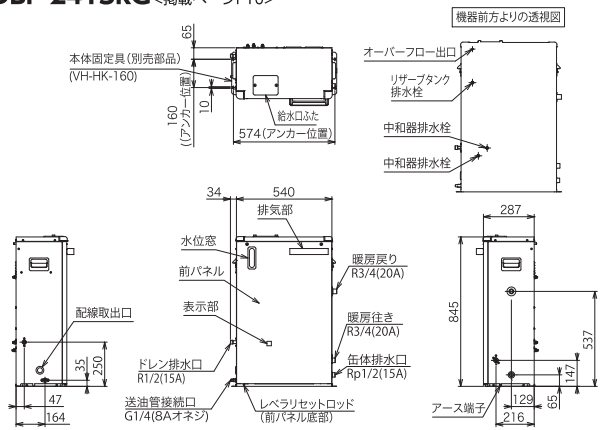 <掲載ページP10>
機器前方よりの透視図
65
本体固定具(別売部品)
(VH-HK-160)
160
((アンカー位置)
10
給水口ふた
574(アンカー位置)
オーバーフロー出口
リザーブタンク
排水栓
中和器排水栓
中和器排水栓
34
540
排気部
水位窓
前パネル
表示部
暖房戻り
R3/4(20A)
暖房往き
R3/4(20A)
缶体排水口
Rp1/2(15A)
ドレン排水口
R1/2(15A)
送油管接続口
G1/4(8Aオネジ)
レベラリセットロッド
(前パネル底部)
配線取出口
35
250
47
164
287
845
537
147
65
アース端子
129
216